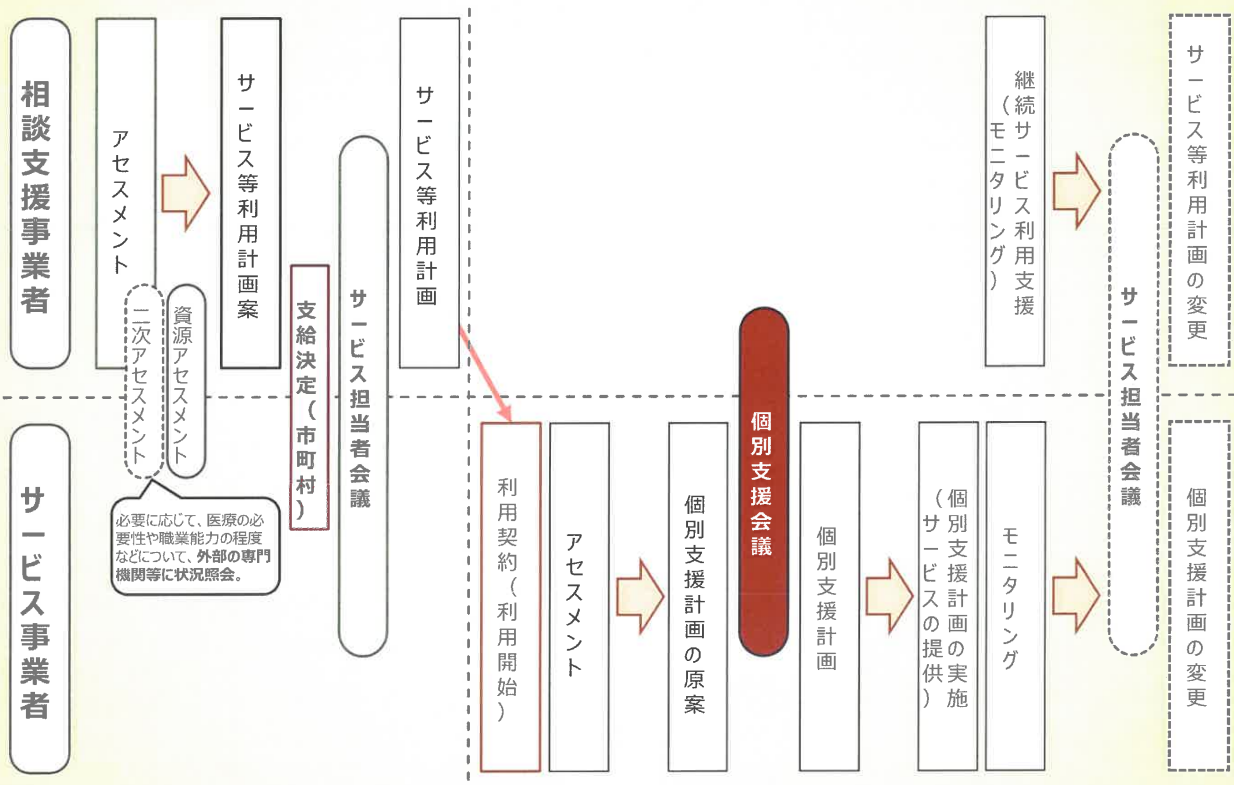 相談支援事業者
アセスメント
二次アセスメント
資源アセスメント
サービス等利用計画案
支給決定（市町村）
サービス担当者会議
サービス等利用計画
継続サービス利用支援
（モニタリング）
サービス担当者会議
サービス等利用計画の変更
サービス事業者
必要に応じて、医療の必
要性や職業能力の程度
などについて、外部の専門
機関等に状況照会。
利用契約（利用開始）
アセスメント
個別支援計画の原案
個別支援会議
個別支援計画
個別支援計画の実施
（サービスの提供）
モニタリング
個別支援計画の変更